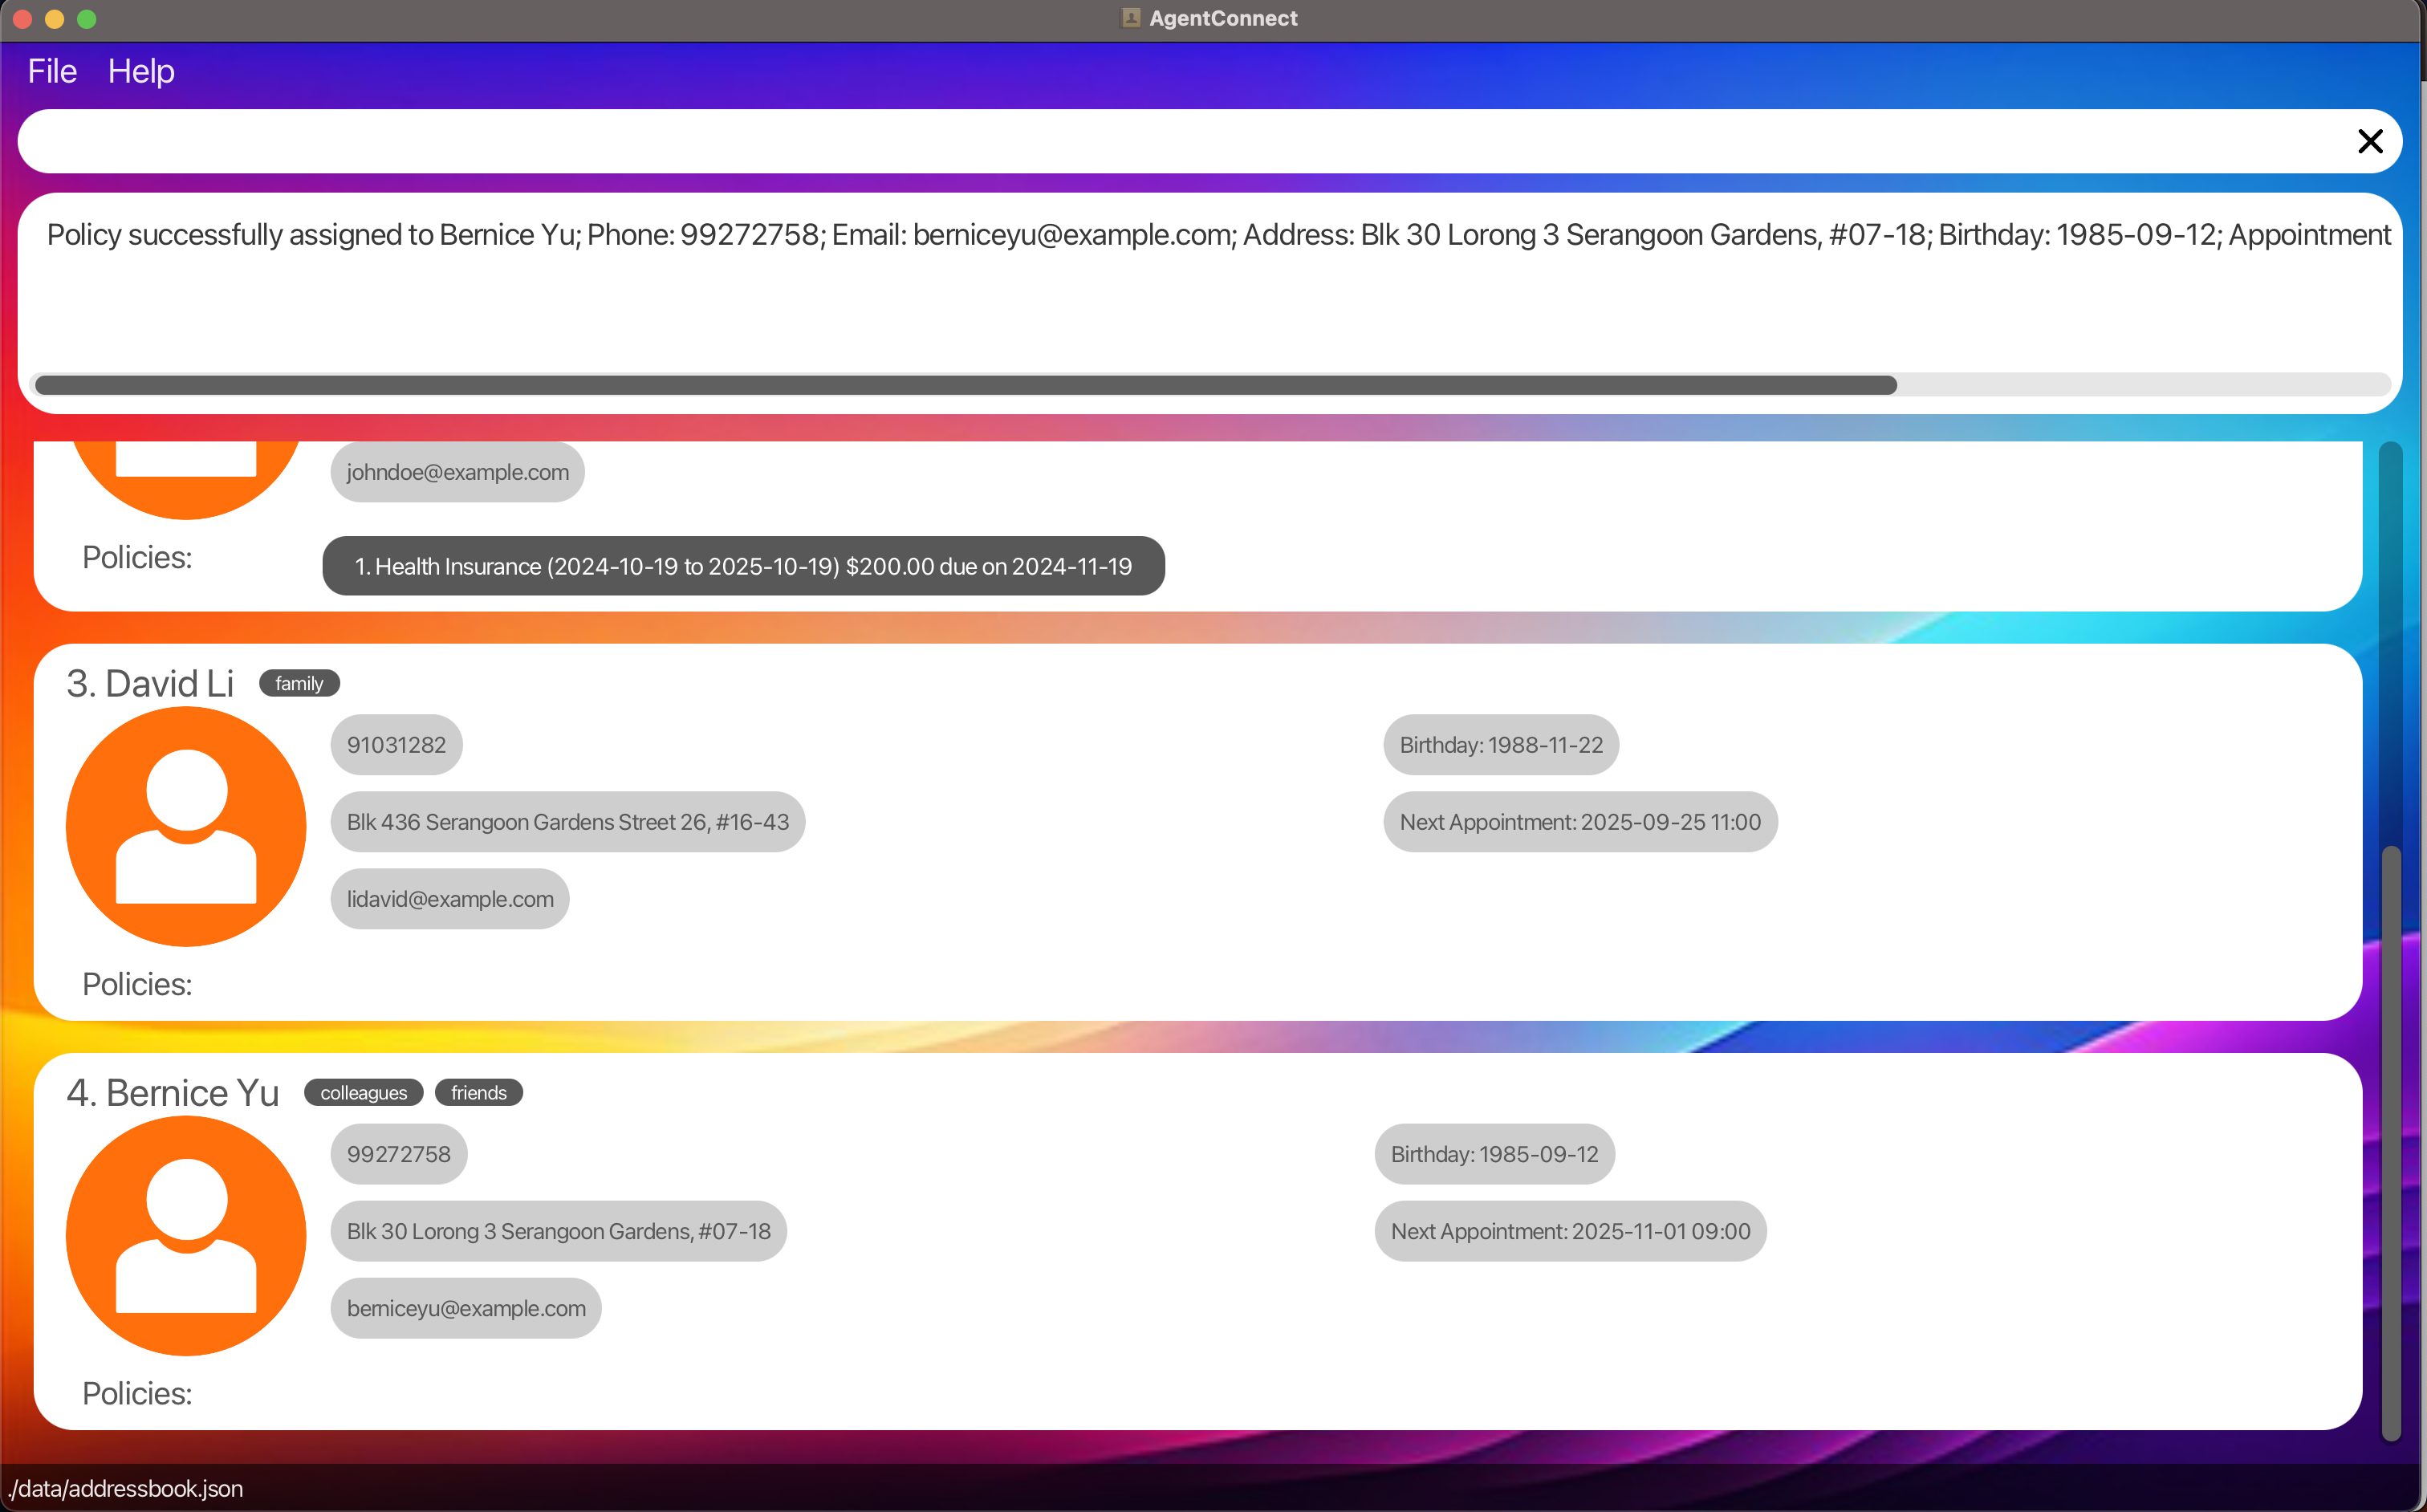 AgentConnect
File Help
Policy successfully assigned to Bernice Yu; Phone: 99272758; Email: berniceyu@example.com; Address: Blk 30 Lorong 3 Serangoon Gardens, #07-18; Birthday: 1985-09-12; Appointment
johndoe@example.com
Policies:
1. Health Insurance (2024-10-19 to 2025-10-19) $200.00 due on 2024-11-19
3. David Li family
91031282
Birthday: 1988-11-22
Blk 436 Serangoon Gardens Street 26, #16-43
Next Appointment: 2025-09-25 11:00
lidavid@example.com
Policies:
4. Bernice Yu colleagues friends
99272758
Birthday: 1985-09-12
Blk 30 Lorong 3 Serangoon Gardens, #07-18
Next Appointment: 2025-11-01 09:00
berniceyu@example.com
Policies:
./data/addressbook.json